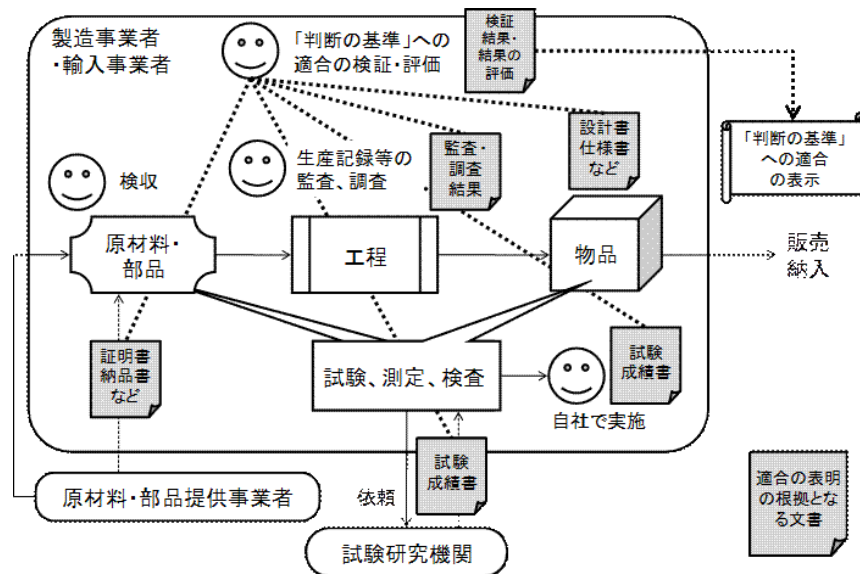 製造事業者
・輸入事業者
「判断の基準」への
適合の検証・評価
検証
結果・
結果の
評価
「判断の基準」
への適合
の表示
検収
生産記録等の
監査、調査
監査・
調査
結果
設計書
仕様書
など
原材料・
部品
工程
物品
販売
納入
証明書
納品書
など
試験、測定、検査
自社で実施
試験
成績書
原材料・部品提供事業者
依頼
試験
成績書
試験研究機関
適合の表明
の根拠とな
る文書